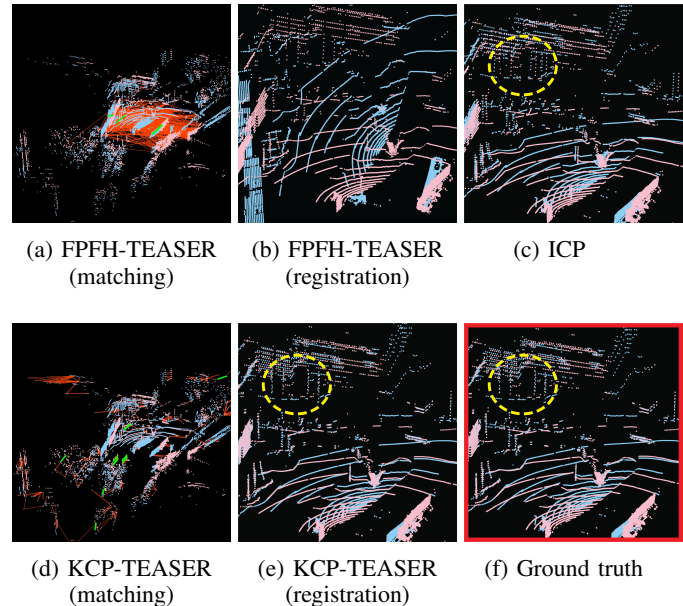 (a) FPFH-TEASER
(matching)
(b) FPFH-TEASER
(registration)
(c) ICP
(d) KCP-TEASER
(matching)
(e) KCP-TEASER
(registration)
(f) Ground truth